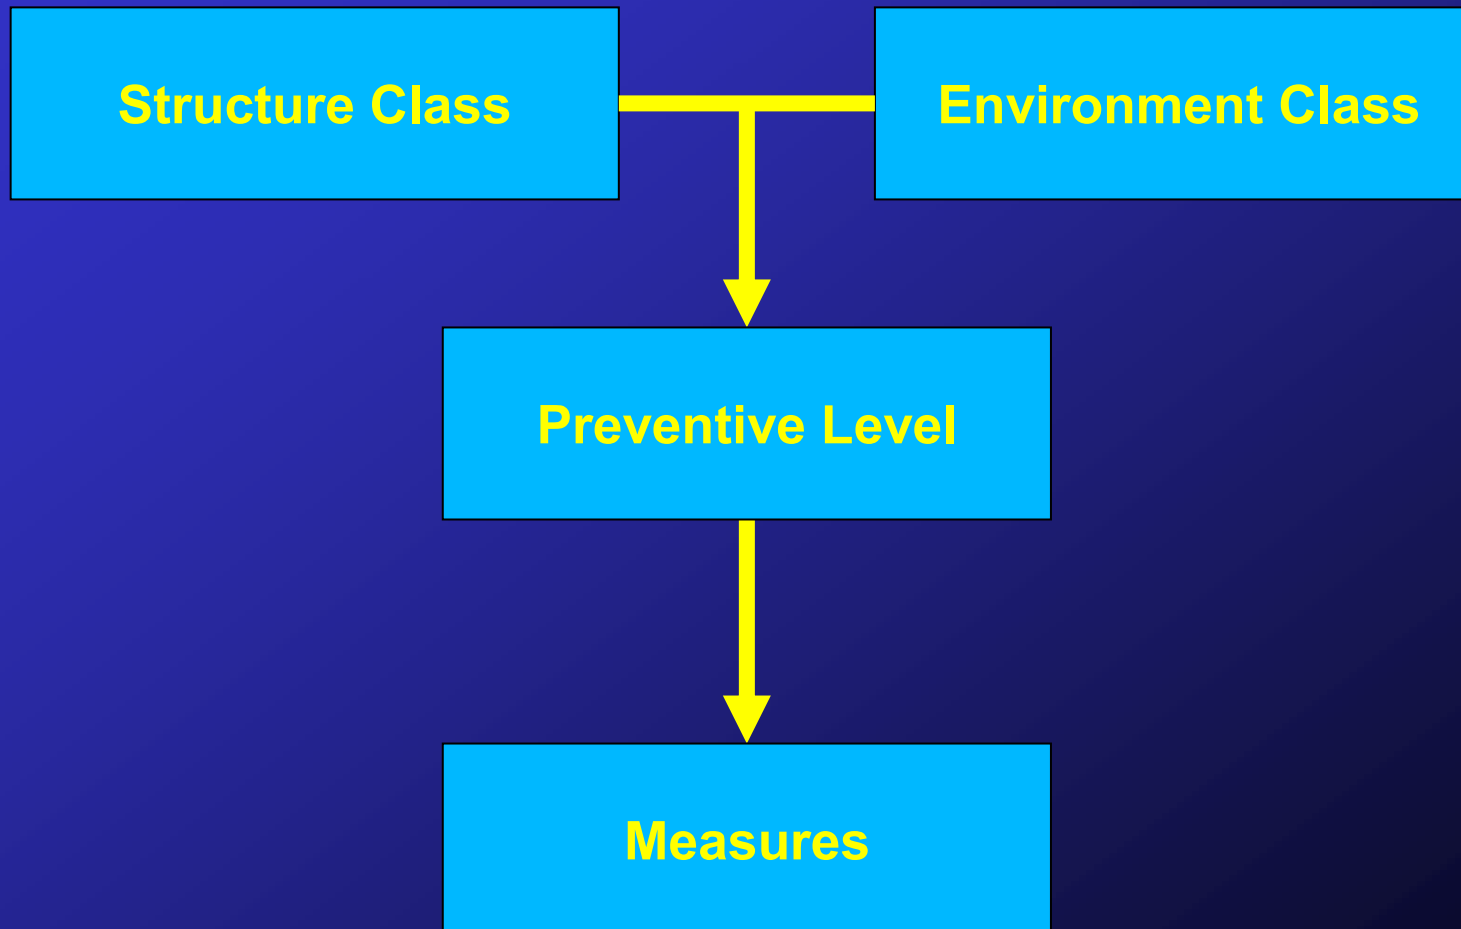 Structure Class
Environment Class
Preventive Level
Measures